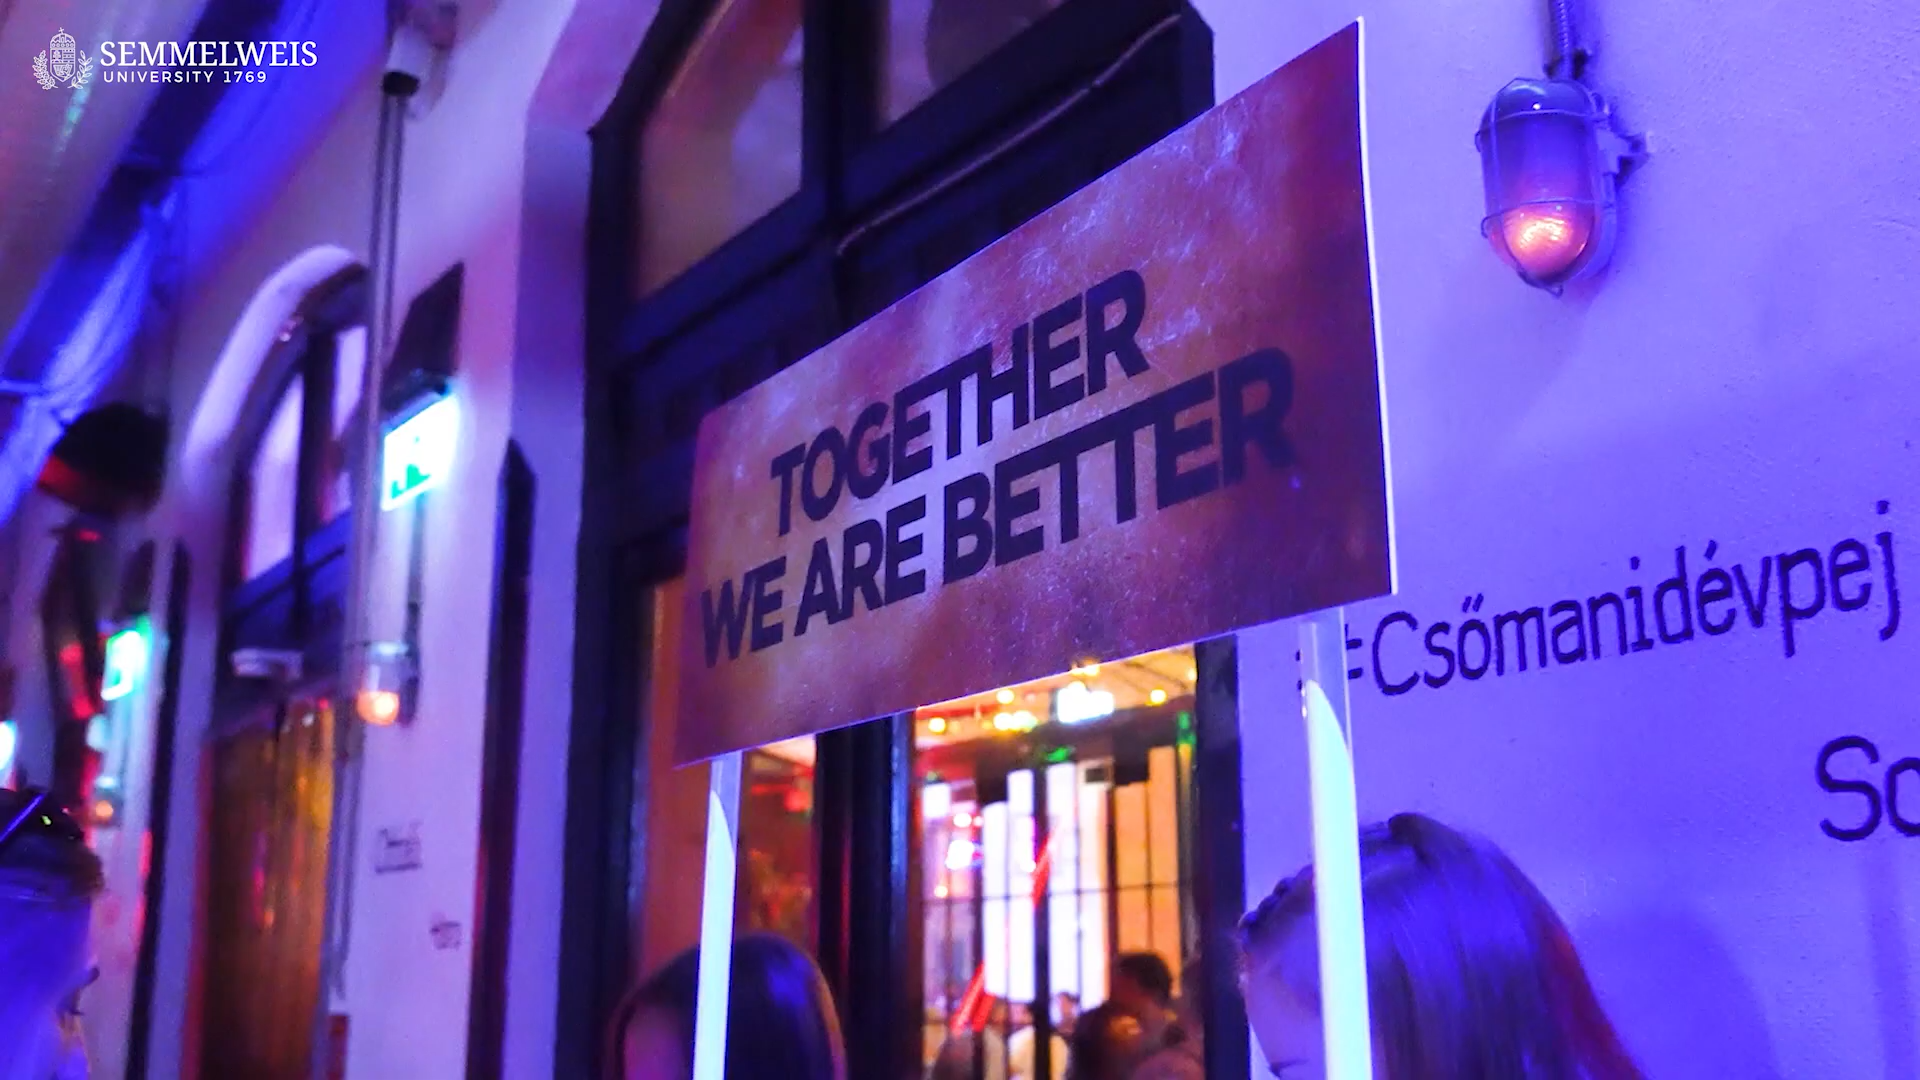 SEMMELWEIS
UNIVERSITY 1769
TOGETHER
WE ARE BETTER
#Csőmanidévpej